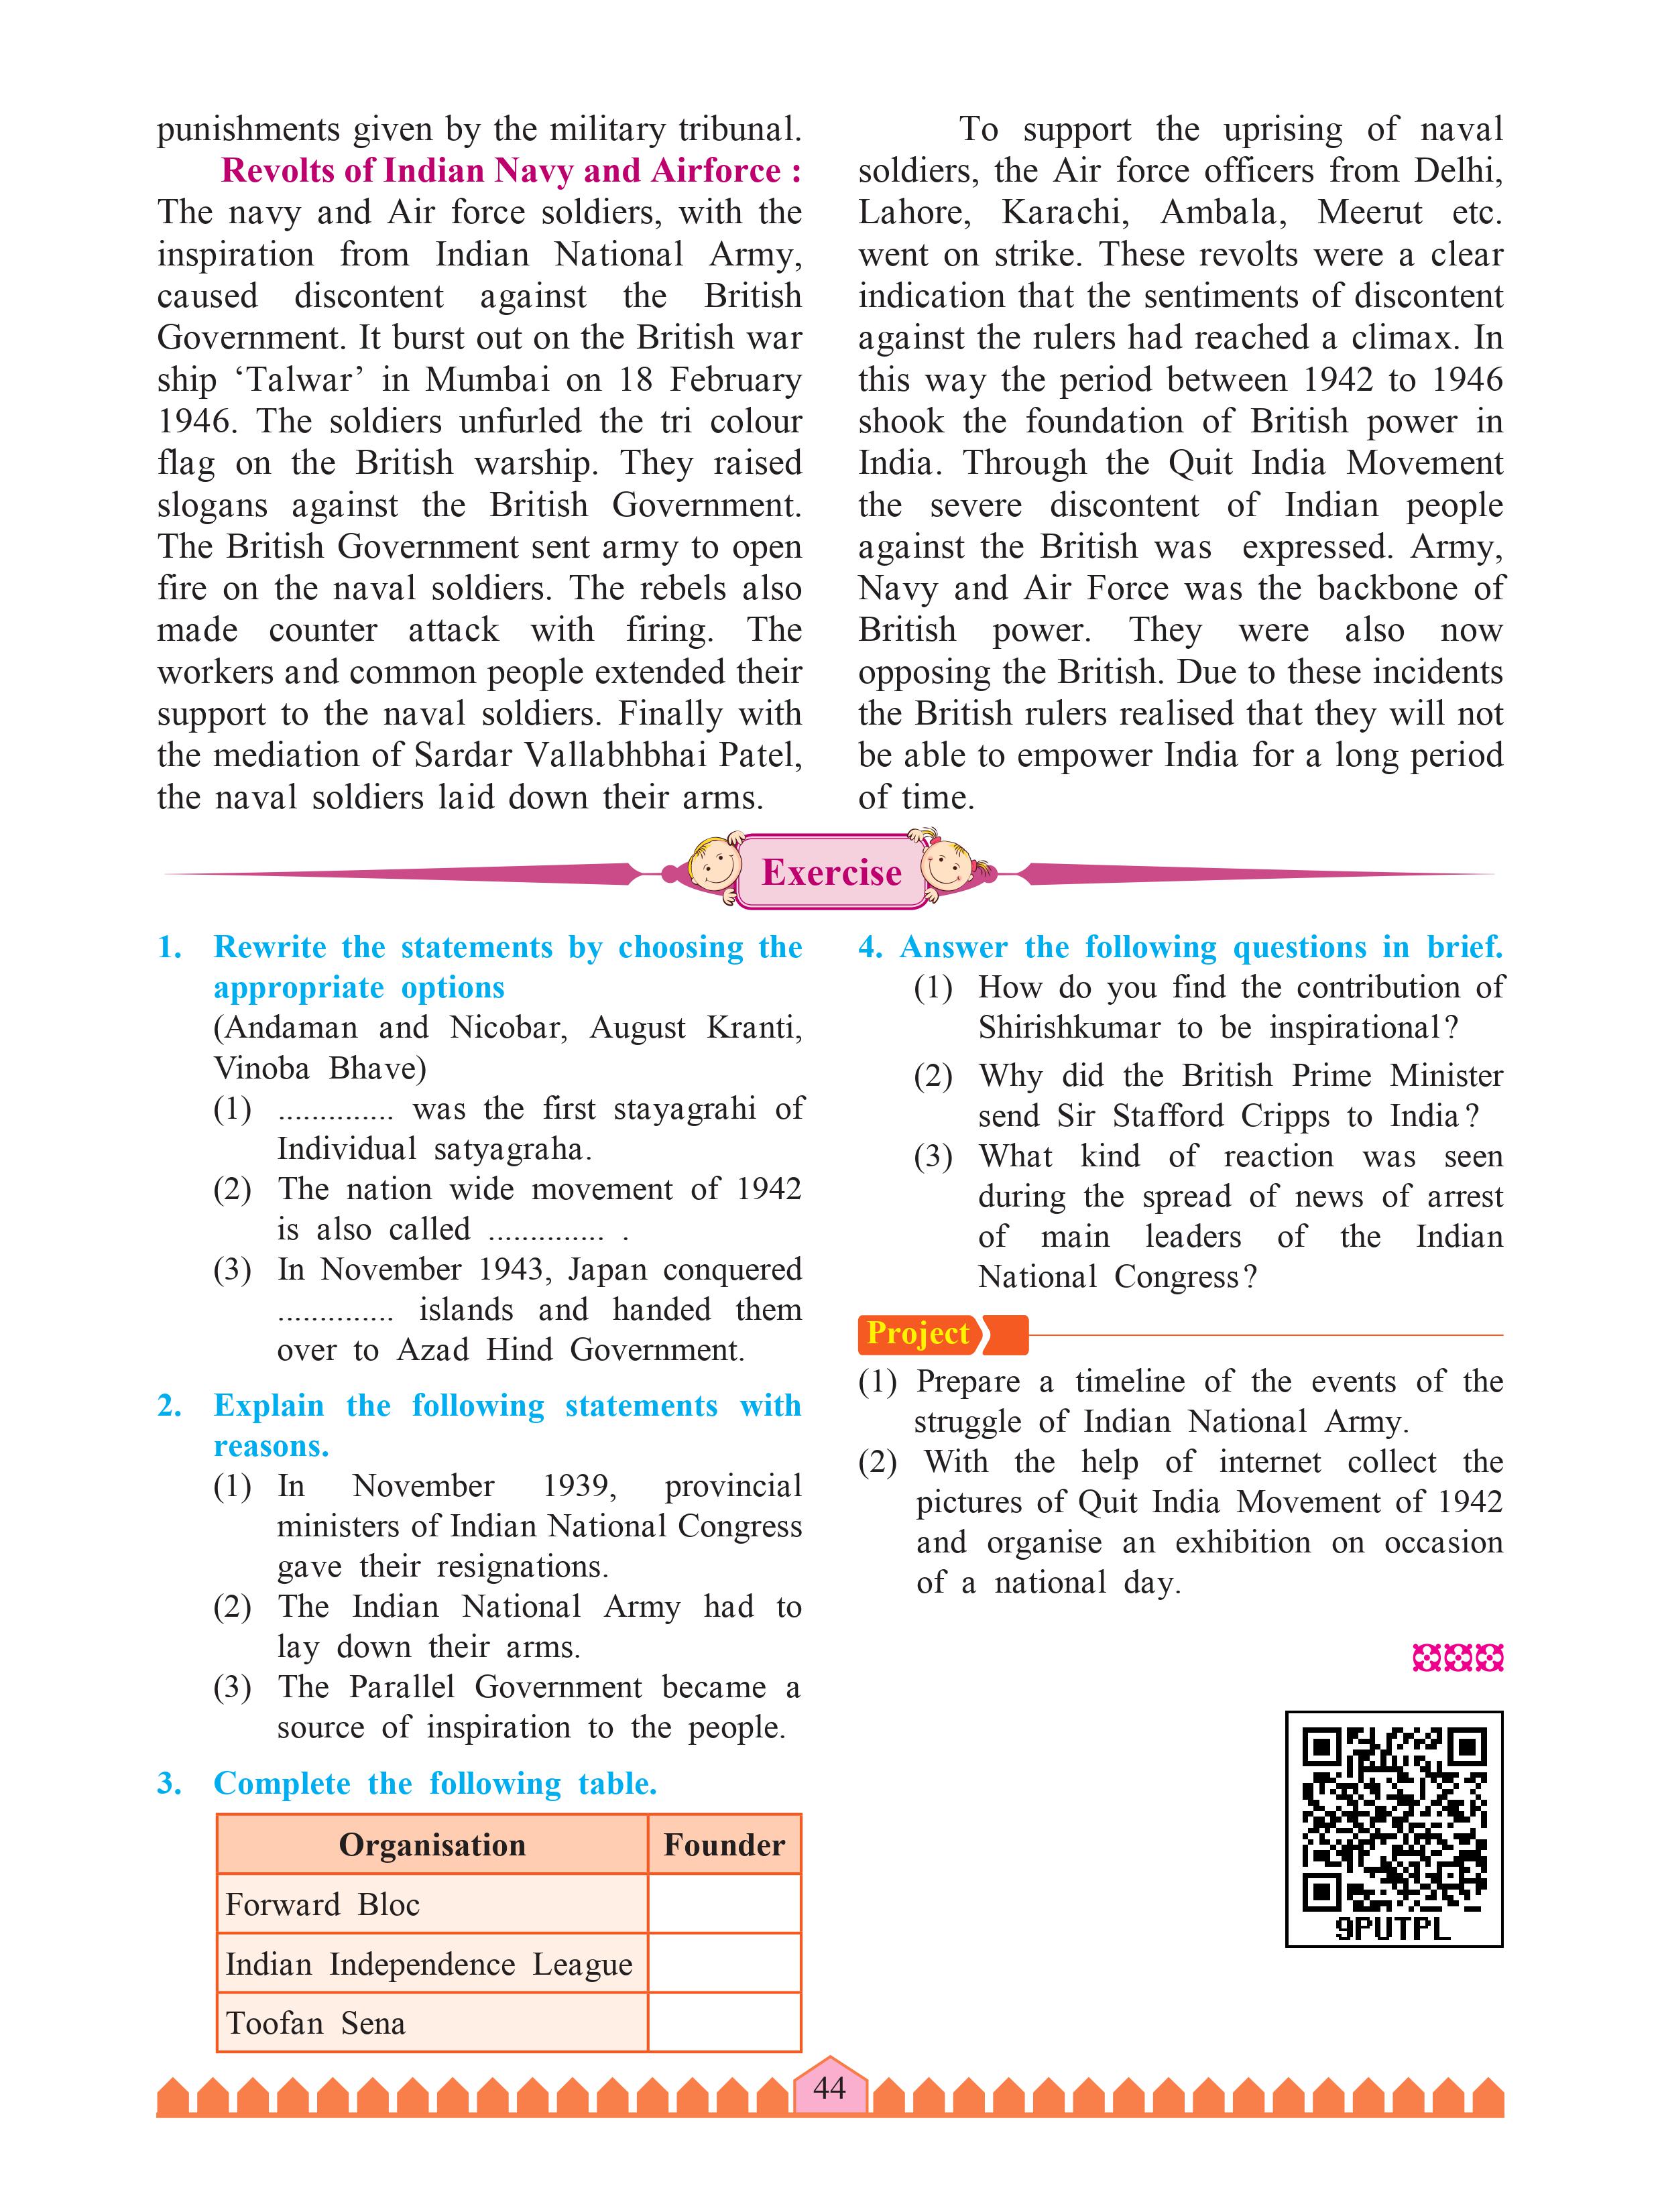 punishments given by the military tribunal.
Revolts of Indian Navy and Airforce :
The navy and Air force soldiers, with the
inspiration from Indian National Army,
caused discontent against the British
Government. It burst out on the British war
ship ‘Talwar’ in Mumbai on 18 February
1946. The soldiers unfurled the tri colour
flag on the British warship. They raised
slogans against the British Government.
The British Government sent army to open
fire on the naval soldiers. The rebels also
made counter attack with firing. The
workers and common people extended their
support to the naval soldiers. Finally with
the mediation of Sardar Vallabhbhai Patel,
the naval soldiers laid down their arms.
To support the uprising of naval
soldiers, the Air force officers from Delhi,
Lahore, Karachi, Ambala, Meerut etc.
went on strike. These revolts were a clear
indication that the sentiments of discontent
against the rulers had reached a climax. In
this way the period between 1942 to 1946
shook the foundation of British power in
India. Through the Quit India Movement
the severe discontent of Indian people
against the British was expressed. Army,
Navy and Air Force was the backbone of
British power. They were also now
opposing the British. Due to these incidents
the British rulers realised that they will not
be able to empower India for a long period
of time.
Exercise
1. Rewrite the statements by choosing the
appropriate options
(Andaman and Nicobar, August Kranti,
Vinoba Bhave)
(1) .............. was the first stayagrahi of
Individual satyagraha.
(2) The nation wide movement of 1942
is also called .............. .
(3) In November 1943, Japan conquered
.............. islands and handed them
over to Azad Hind Government.
2. Explain the following statements with
reasons.
(1) In November 1939, provincial
ministers of Indian National Congress
gave their resignations.
(2) The Indian National Army had to
lay down their arms.
(3) The Parallel Government became a
source of inspiration to the people.
3. Complete the following table.
Organisation Founder
Forward Bloc
Indian Independence League
Toofan Sena
4. Answer the following questions in brief.
(1) How do you find the contribution of
Shirishkumar to be inspirational?
(2) Why did the British Prime Minister
send Sir Stafford Cripps to India?
(3) What kind of reaction was seen
during the spread of news of arrest
of main leaders of the Indian
National Congress?
Project
(1) Prepare a timeline of the events of the
struggle of Indian National Army.
(2) With the help of internet collect the
pictures of Quit India Movement of 1942
and organise an exhibition on occasion
of a national day.
9PUTPL
44